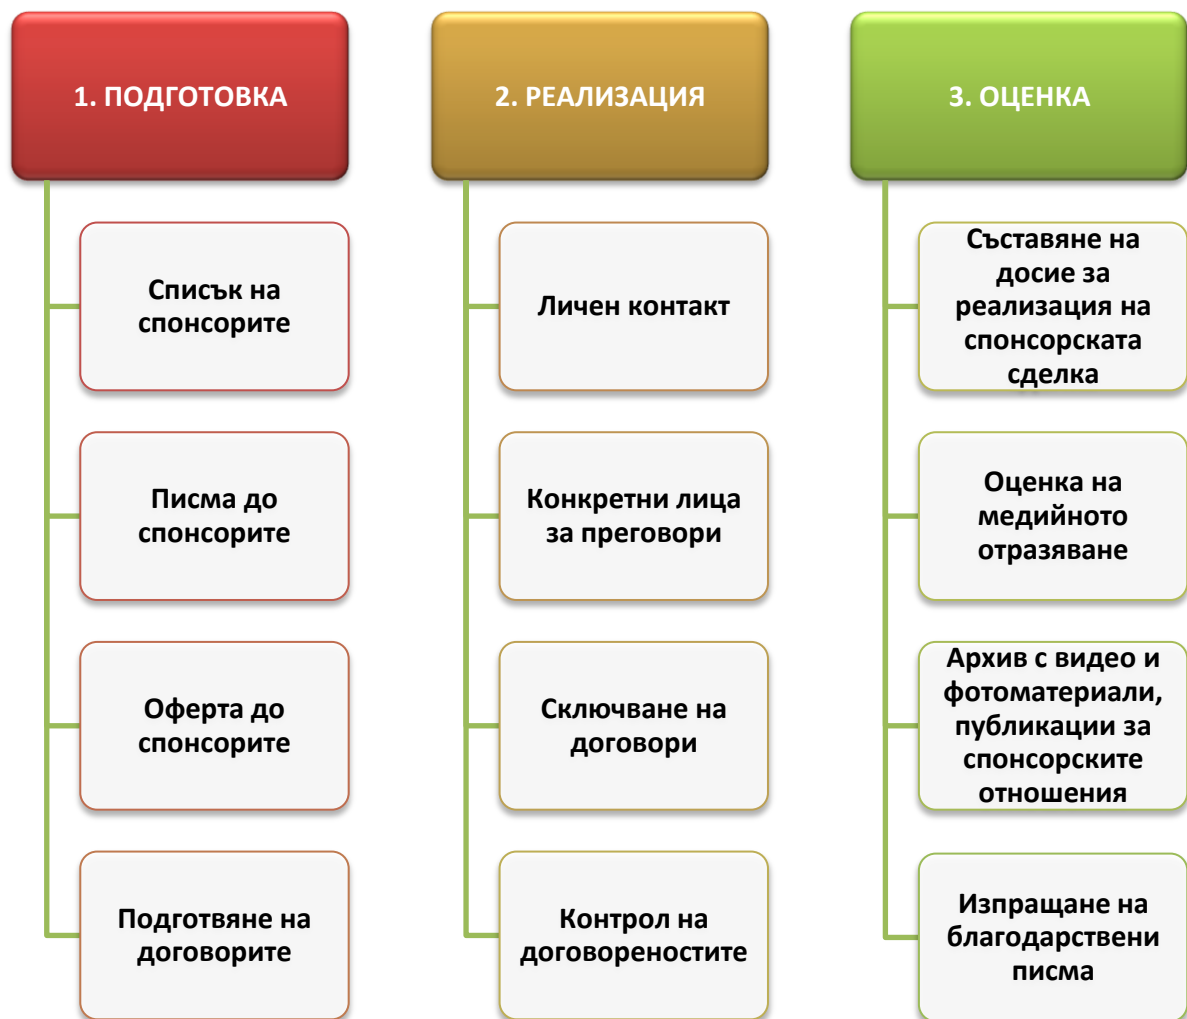 1. ПОДГОТОВКА
Списък на
спонсорите
Писма до
спонсорите
Оферта до
спонсорите
Подготвяне на
договорите
2. РЕАЛИЗАЦИЯ
Личен контакт
Конкретни лица
за преговори
Сключване на
договори
Контрол на
договореностите
3. ОЦЕНКА
Съставяне на
досие за
реализация на
спонсорската
сделка
Оценка на
медийното
отразяване
Архив с видео и
фотоматериали,
публикации за
спонсорските
отношения
Изпращане на
благодарствени
писма